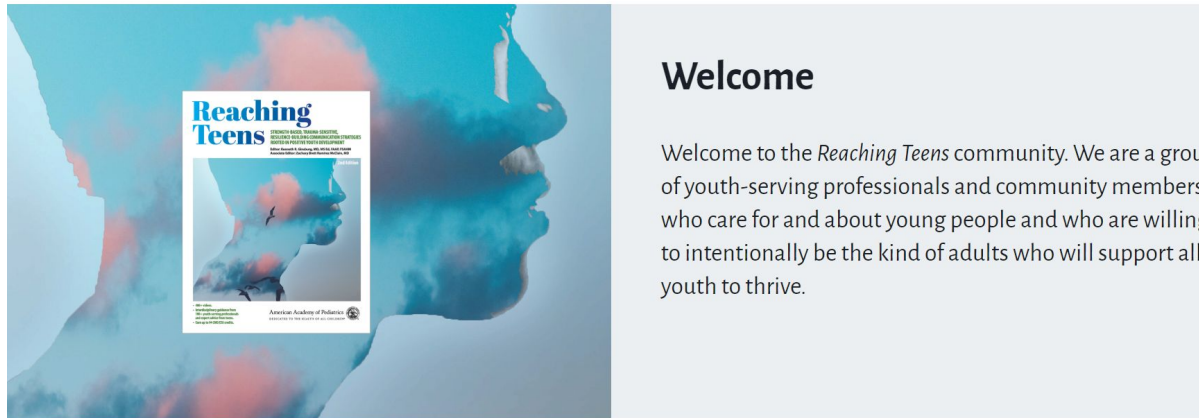 Reaching
Teens
STRENGTH-BASED, TRAUMA-SENSITIVE,
RESILIENCE-BUILDING COMMUNICATION STRATEGIES
ROOTED IN POSITIVE YOUTH DEVELOPMENT
2nd Edition
American Academy of Pediatrics
DEDICATED TO THE HEALTH OF ALL CHILDREN
Welcome
Welcome to the Reaching Teens community. We are a grou
of youth-serving professionals and community members
who care for and about young people and who are willing
to intentionally be the kind of adults who will support all
youth to thrive.